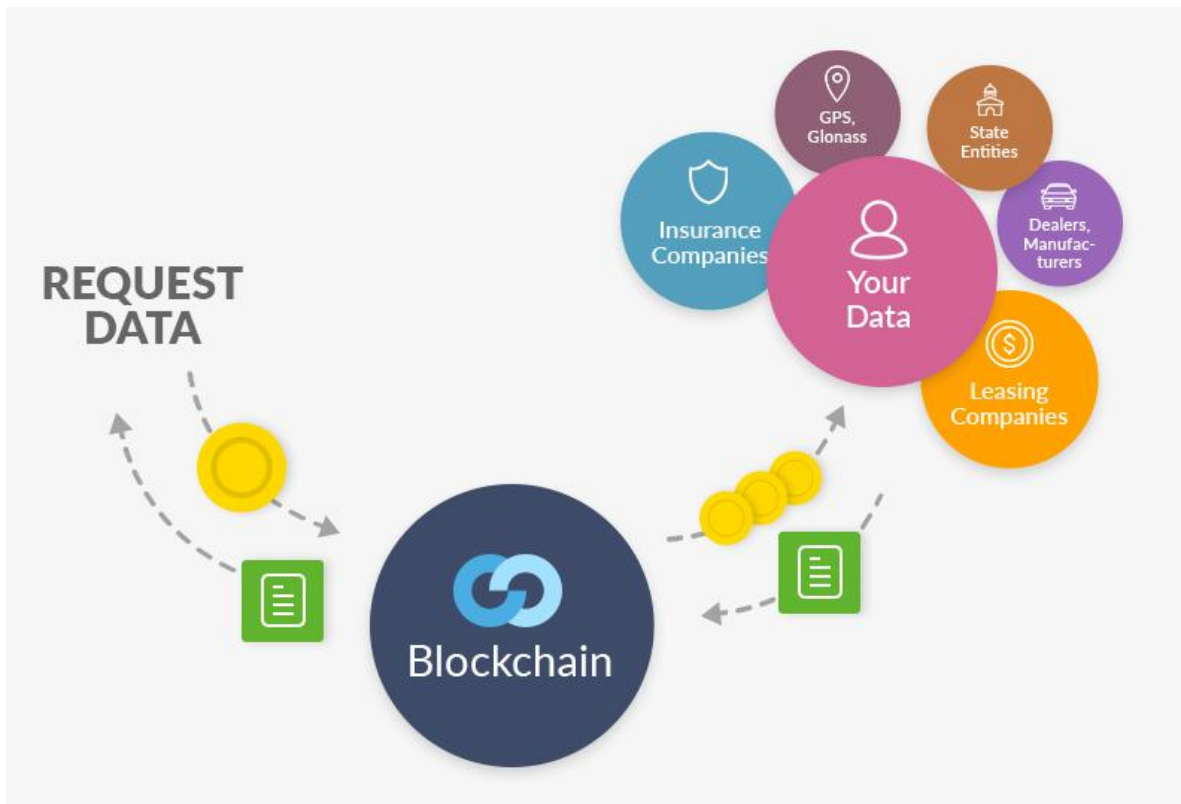 REQUEST
DATA
Blockchain
Insurance
Companies
GPS,
Glonass
State
Entities
Dealers,
Manufac-
turers
Your
Data
Leasing
Companies